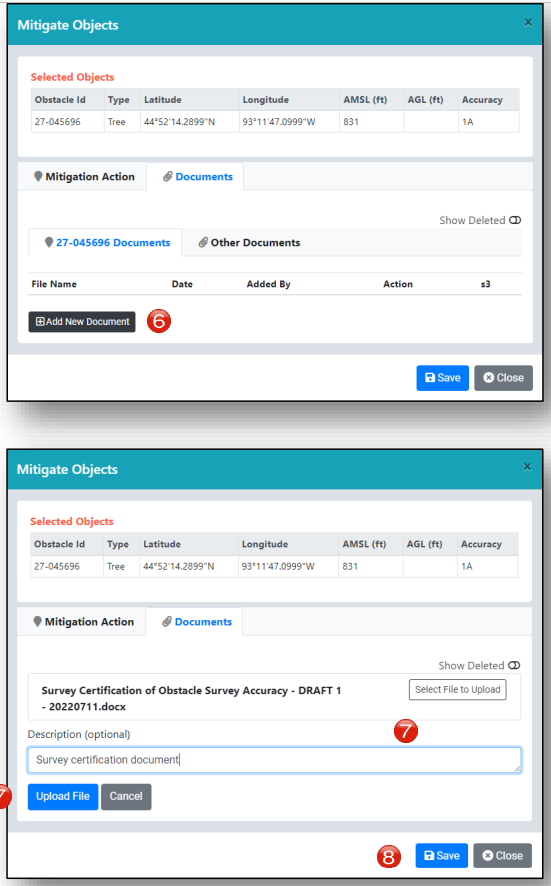 Mitigate Objects ×
Selected Objects
Obstacle Id Type Latitude Longitude AMSL (ft) AGL (ft) Accuracy
27-045696 Tree 44°52'14.2899"N 93°11'47.0999"W 831 1A
Mitigation Action Documents
Show Deleted
27-045696 Documents Other Documents
File Name Date Added By Action s3
Add New Document 6
Save Close
Mitigate Objects ×
Selected Objects
Obstacle Id Type Latitude Longitude AMSL (ft) AGL (ft) Accuracy
27-045696 Tree 44°52'14.2899"N 93°11'47.0999"W 831 1A
Mitigation Action Documents
Show Deleted
Survey Certification of Obstacle Survey Accuracy - DRAFT 1 Select File to Upload
- 20220711.docx
Description (optional) 7
Survey certification document
7 Upload File Cancel
8 Save Close